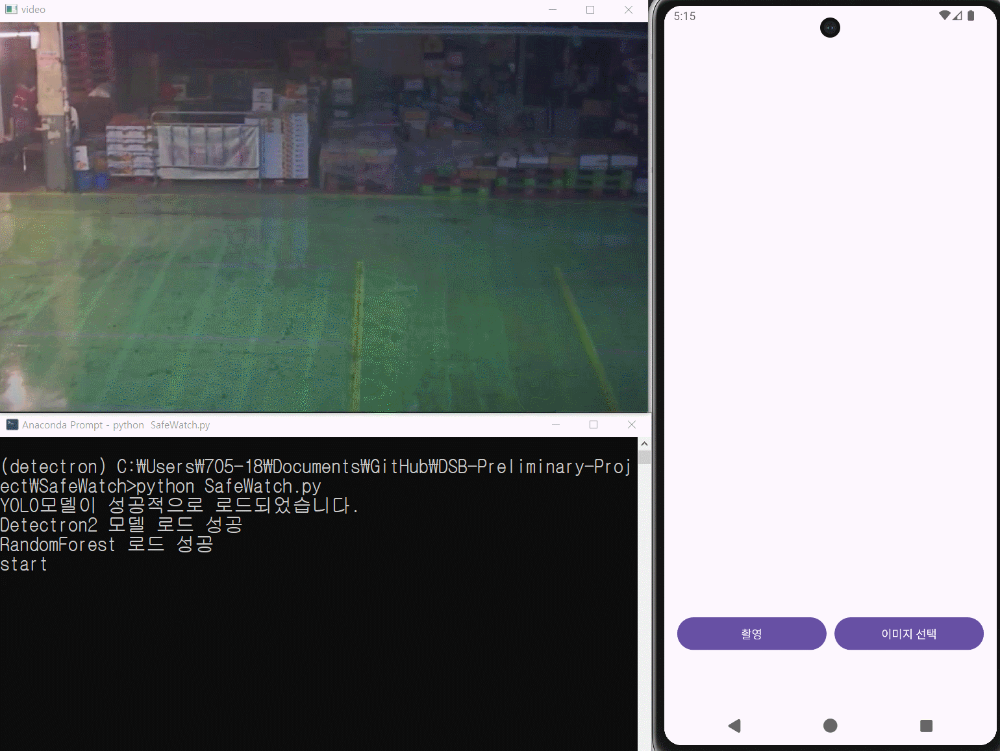 video
Anaconda Prompt - python  SafeWatch.py
(detectron) C:₩Users₩705-18₩Documents₩GitHub₩DSB-Preliminary-Proj
ect₩SafeWatch>python SafeWatch.py
YOLO모델이 성공적으로 로드되었습니다.
Detectron2 모델 로드 성공
RandomForest 로드 성공
start
5:15
촬영
이미지 선택